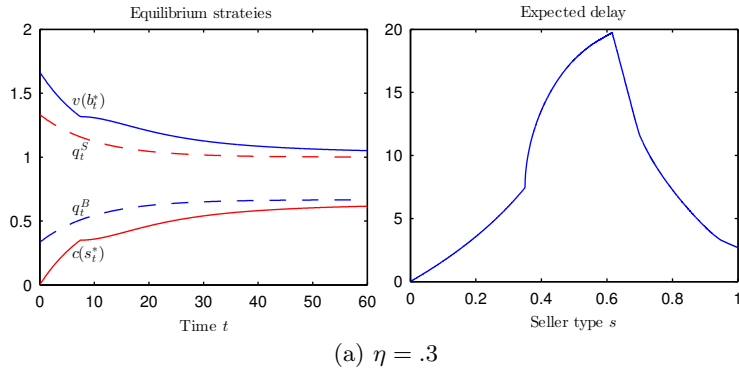 Equilibrium strateies
2
1.5
1
0.5
0
v(b*t)
q^S_t
q^B_t
c(s*t)
0 10 20 30 40 50 60
Time t
Expected delay
20
15
10
5
0
0 0.2 0.4 0.6 0.8 1
Seller type s
(a) η = .3